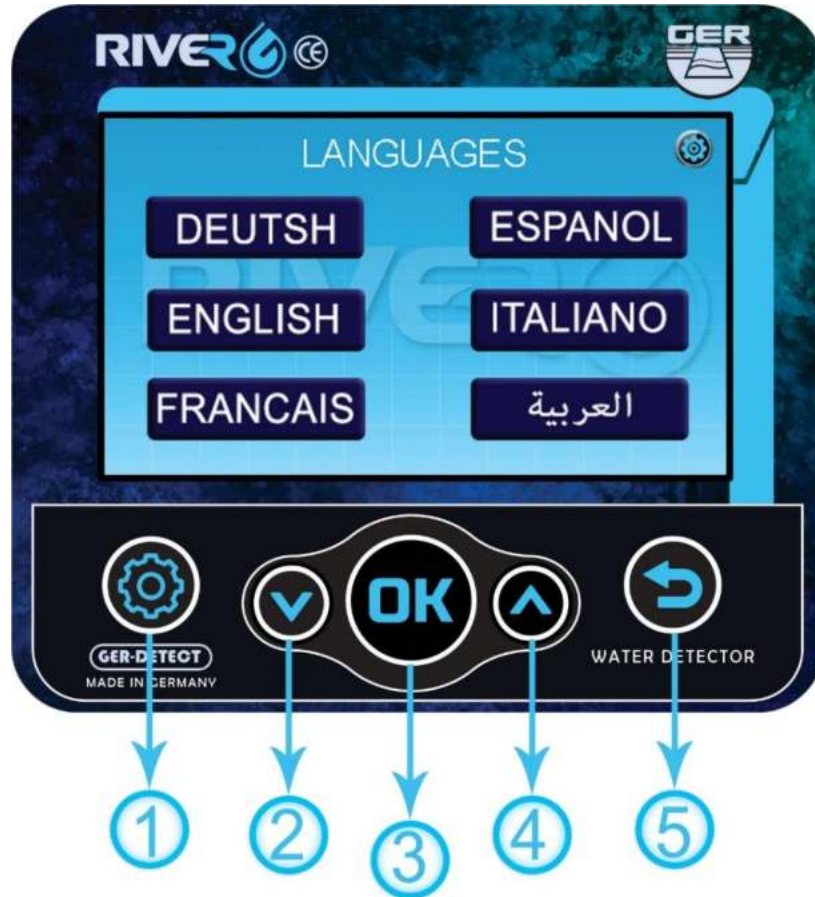 RIVER G CE
GER
LANGUAGES
DEUTSH
ESPANOL
ENGLISH
ITALIANO
FRANCAIS
العربية
OK
GER-DETECT
MADE IN GERMANY
WATER DETECTOR
1
2
3
4
5